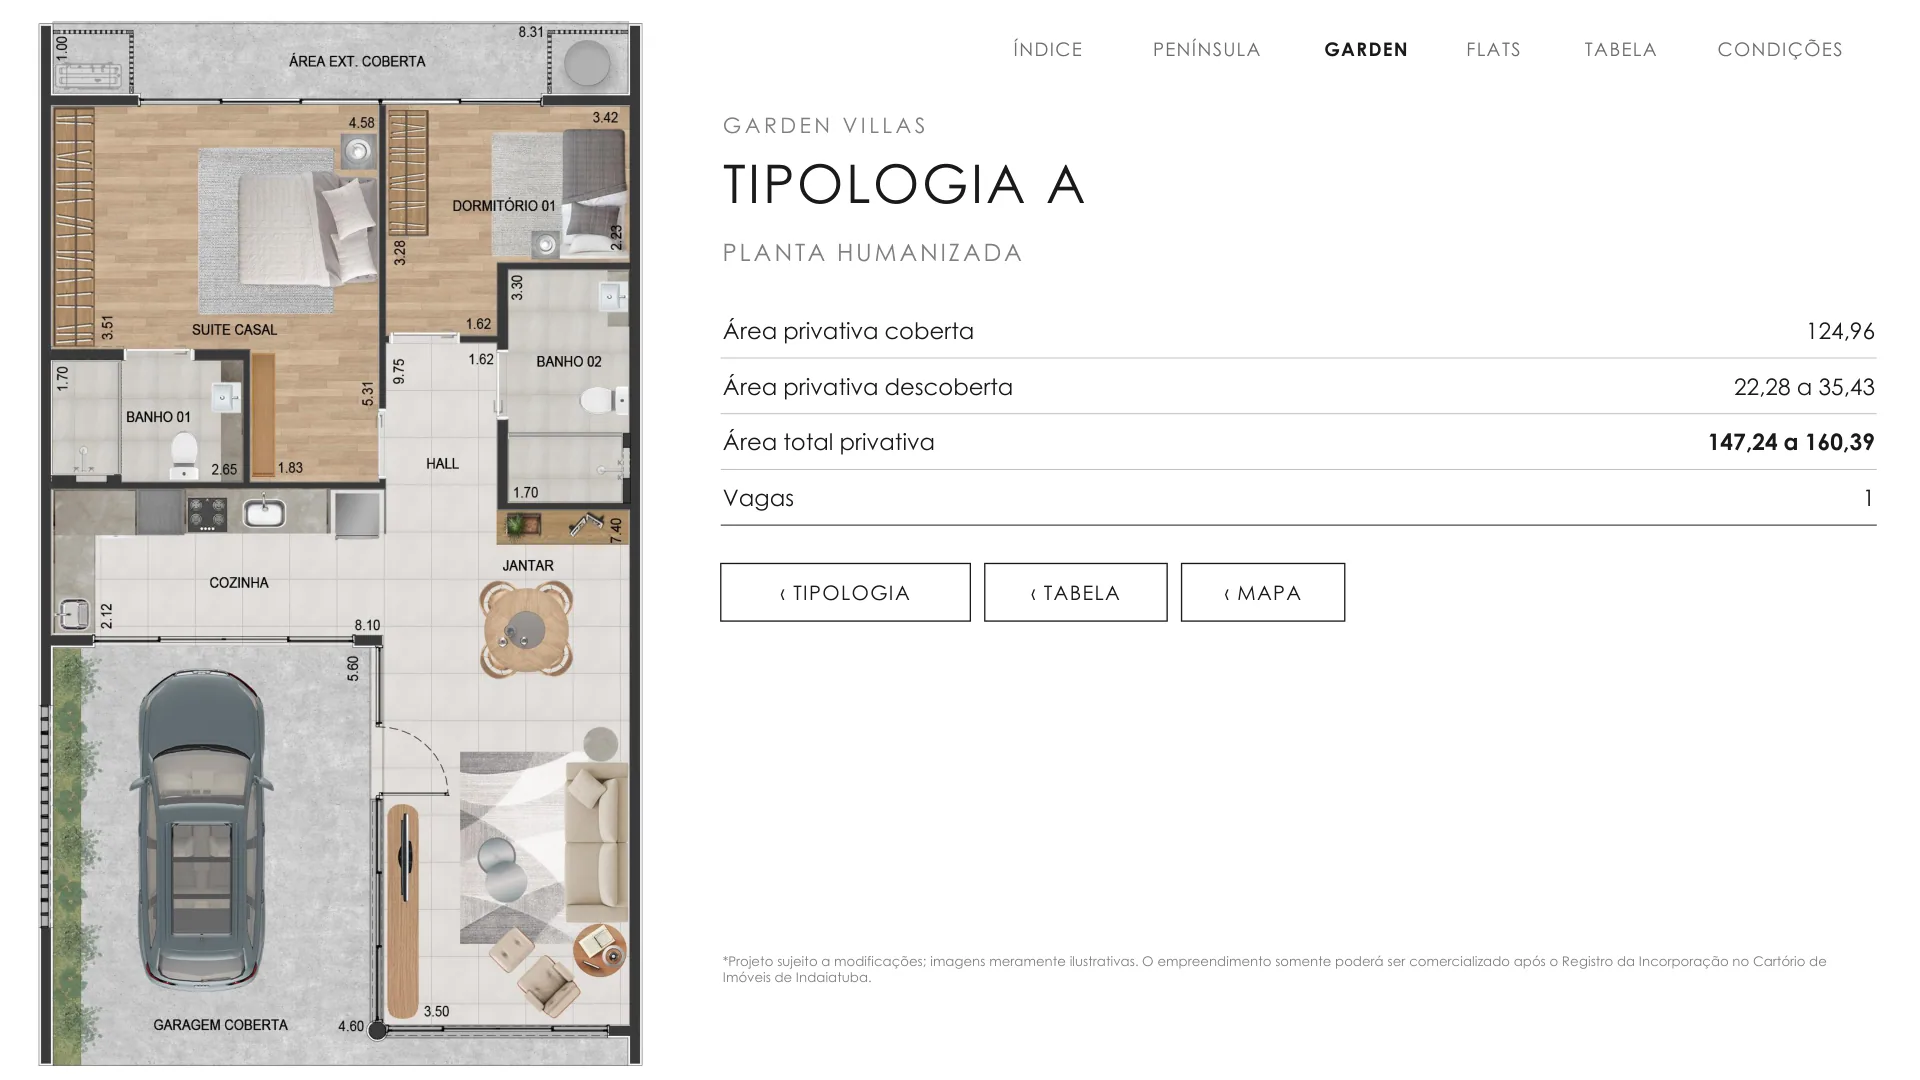 ÍNDICE PENÍNSULA GARDEN FLATS TABELA CONDIÇÕES
GARDEN VILLAS
TIPOLOGIA A
PLANTA HUMANIZADA
Área privativa coberta 124,96
Área privativa descoberta 22,28 a 35,43
Área total privativa 147,24 a 160,39
Vagas 1
‹ TIPOLOGIA ‹ TABELA ‹ MAPA
*Projeto sujeito a modificações; imagens meramente ilustrativas. O empreendimento somente poderá ser comercializado após o Registro da Incorporação no Cartório de
Imóveis de Indaiatuba.
1.00
8.31
ÁREA EXT. COBERTA
4.58
3.42
DORMITÓRIO 01
2.23
3.28
3.30
3.51
SUITE CASAL
1.62
1.62
BANHO 02
9.75
1.70
5.31
BANHO 01
2.65
1.83
HALL
1.70
7.40
JANTAR
COZINHA
2.12
8.10
5.60
3.50
GARAGEM COBERTA
4.60